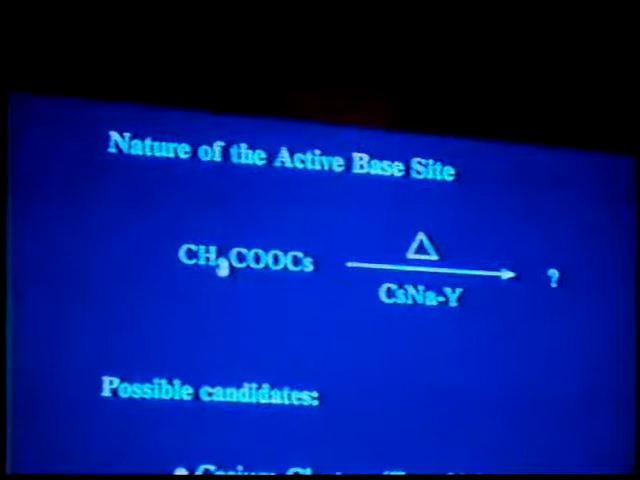 Nature of the Active Base Site
CH3COOCs
Δ
CsNa-Y
?
Possible candidates: